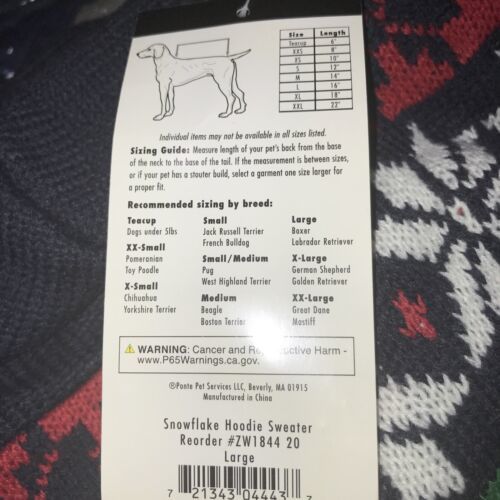 Size Length
Teacup 6"
XXS 8"
XS 10"
S 12"
M 14"
L 16"
XL 18"
XXL 22"
Individual items may not be available in all sizes listed.
Sizing Guide: Measure length of your pet's back from the base
of the neck to the base of the tail. If the measurement is between sizes,
or if your pet has a stouter build, select a garment one size larger for
a proper fit.
Recommended sizing by breed:
Teacup
Dogs under 5lbs
XX-Small
Pomeranian
Toy Poodle
X-Small
Chihuahua
Yorkshire Terrier
Small
Jack Russell Terrier
French Bulldog
Small/Medium
Pug
West Highland Terrier
Medium
Beagle
Boston Terrier
Large
Boxer
Labrador Retriever
X-Large
German Shepherd
Golden Retriever
XX-Large
Great Dane
Mastiff
WARNING: Cancer and Reproductive Harm -
www.P65Warnings.ca.gov.
©Ponte Pet Services LLC, Beverly, MA 01915
Manufactured in China
Snowflake Hoodie Sweater
Reorder #ZW1844 20
Large
7 21343 04443 7